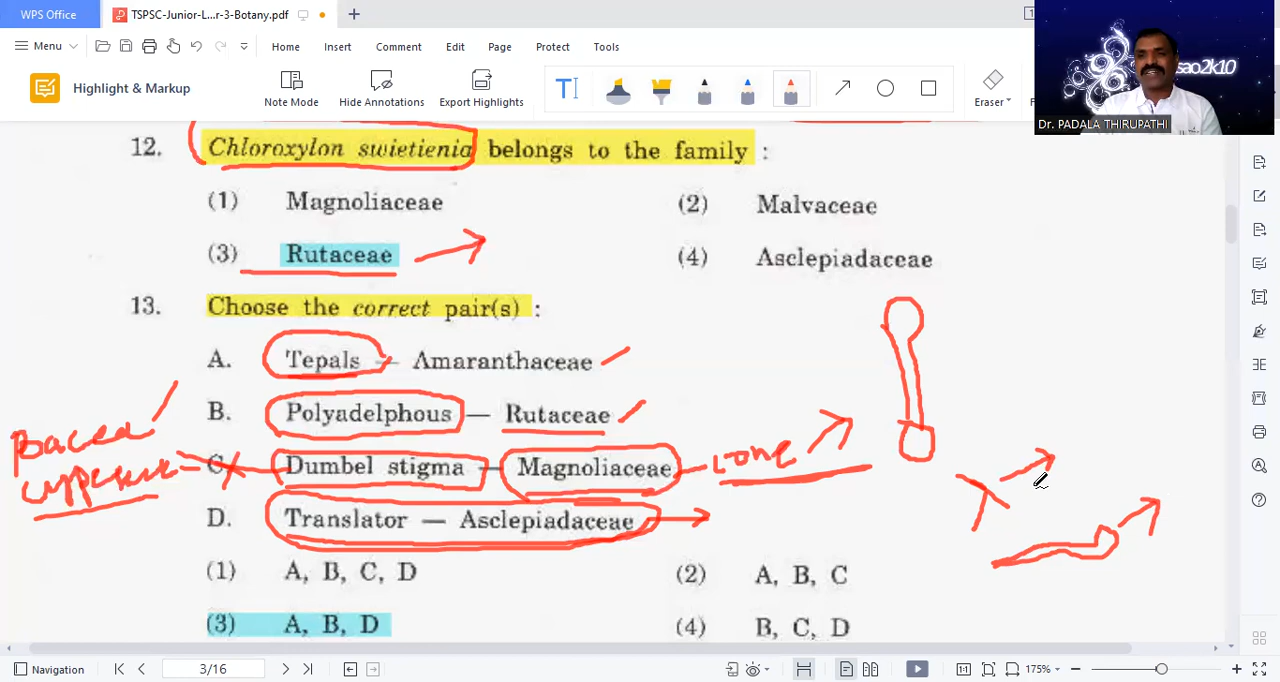 WPS Office
TSPSC-Junior-L...r-3-Botany.pdf
Menu
Home Insert Comment Edit Page Protect Tools
Highlight & Markup
Note Mode Hide Annotations Export Highlights Eraser
sao2k10
Dr. PADALA THIRUPATHI
12. Chloroxylon swietienia belongs to the family :
(1) Magnoliaceae (2) Malvaceae
(3) Rutaceae (4) Asclepiadaceae
13. Choose the correct pair(s) :
A. Tepals — Amaranthaceae
B. Polyadelphous — Rutaceae
C. Dumbel stigma — Magnoliaceae
D. Translator — Asclepiadaceae
(1) A, B, C, D (2) A, B, C
(3) A, B, D (4) B, C, D
Navigation 3/16 175%